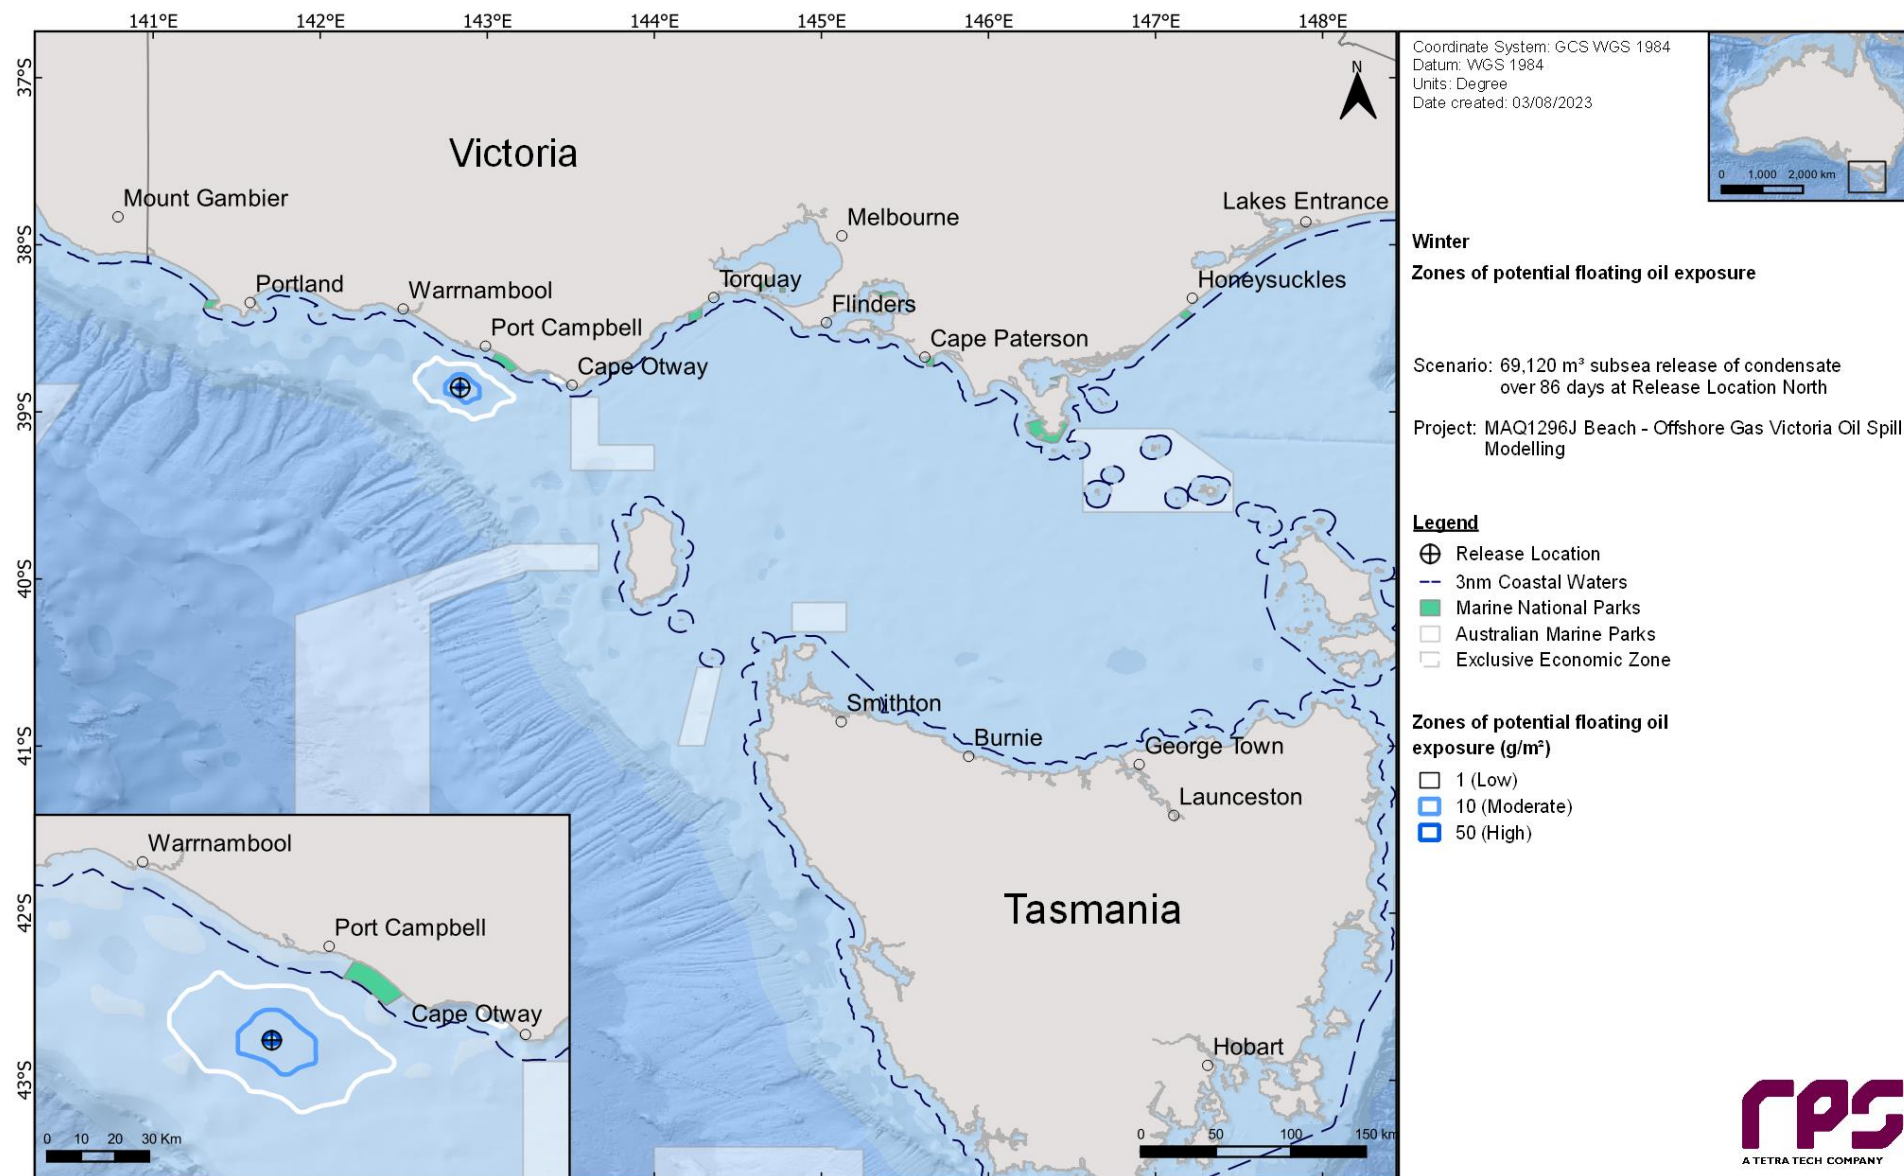 141°E 142°E 143°E 144°E 145°E 146°E 147°E 148°E
37°S
38°S
39°S
40°S
41°S
42°S
43°S
N
Victoria
Mount Gambier
Portland
Warrnambool
Port Campbell
Cape Otway
Torquay
Melbourne
Flinders
Cape Paterson
Lakes Entrance
Honeysuckles
Smithton
Burnie
George Town
Launceston
Tasmania
Hobart
0 50 100 150 km
Warrnambool
Port Campbell
Cape Otway
0 10 20 30 Km
Coordinate System: GCS WGS 1984
Datum: WGS 1984
Units: Degree
Date created: 03/08/2023
0 1,000 2,000 km
Winter
Zones of potential floating oil exposure
Scenario: 69,120 m³ subsea release of condensate
over 86 days at Release Location North
Project: MAQ1296J Beach - Offshore Gas Victoria Oil Spill
Modelling
Legend
Release Location
3nm Coastal Waters
Marine National Parks
Australian Marine Parks
Exclusive Economic Zone
Zones of potential floating oil
exposure (g/m²)
1 (Low)
10 (Moderate)
50 (High)
rps
A TETRA TECH COMPANY